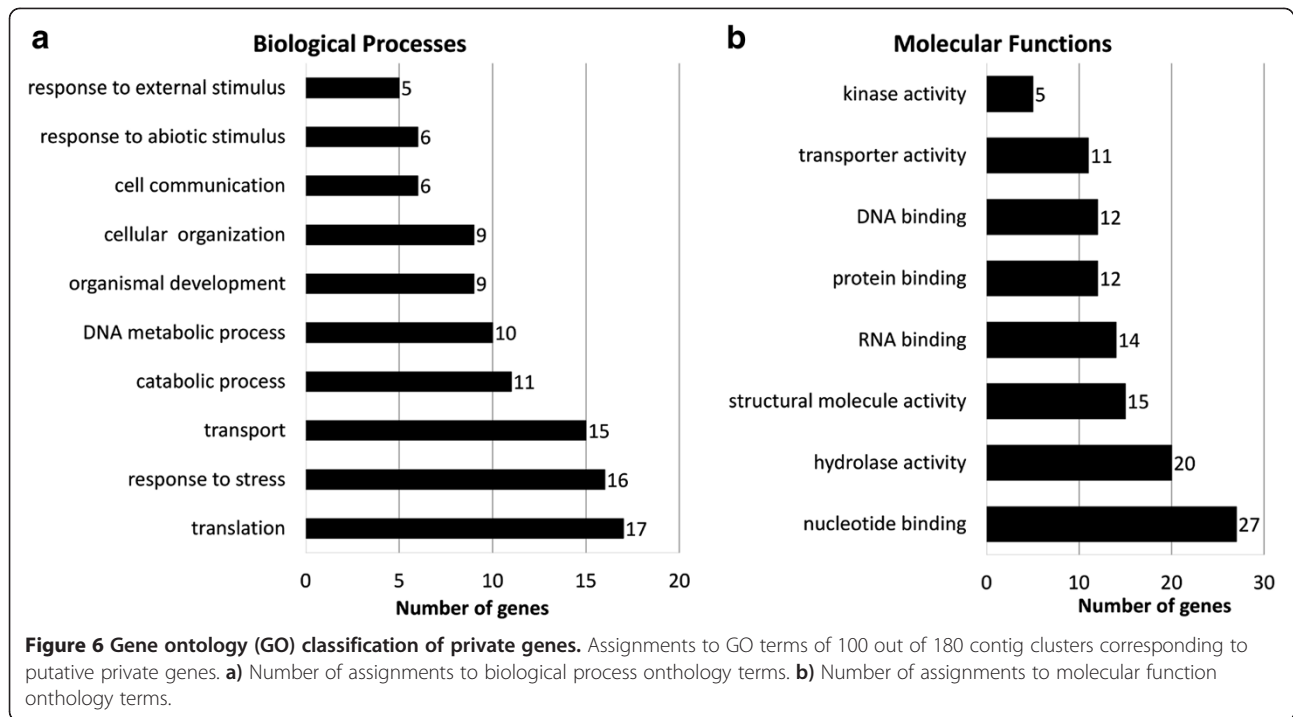 a
Biological Processes
response to external stimulus 5
response to abiotic stimulus 6
cell communication 6
cellular organization 9
organismal development 9
DNA metabolic process 10
catabolic process 11
transport 15
response to stress 16
translation 17
0 5 10 15 20
Number of genes
b
Molecular Functions
kinase activity 5
transporter activity 11
DNA binding 12
protein binding 12
RNA binding 14
structural molecule activity 15
hydrolase activity 20
nucleotide binding 27
0 10 20 30
Number of genes
Figure 6 Gene ontology (GO) classification of private genes. Assignments to GO terms of 100 out of 180 contig clusters corresponding to
putative private genes. a) Number of assignments to biological process onthology terms. b) Number of assignments to molecular function
onthology terms.